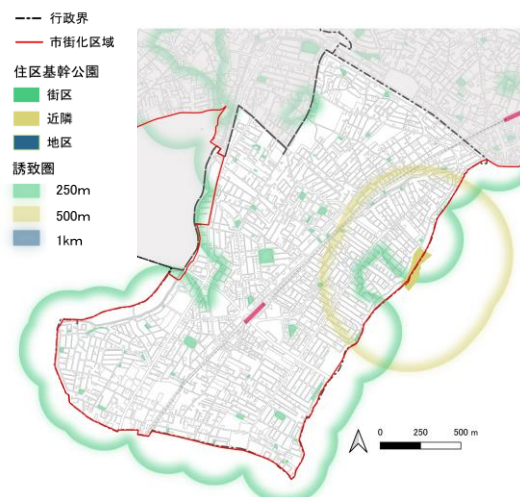 行政界
市街化区域
住区基幹公園
街区
近隣
地区
誘致圏
250m
500m
1km
0 250 500 m